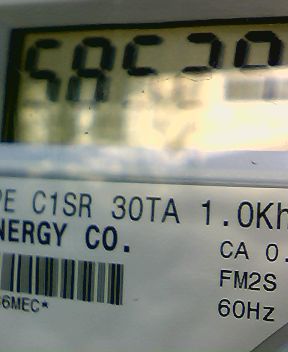 PE C1SR 30TA 1.0Kh
NERGY CO.
CA 0.
FM2S
6MEC*
60Hz